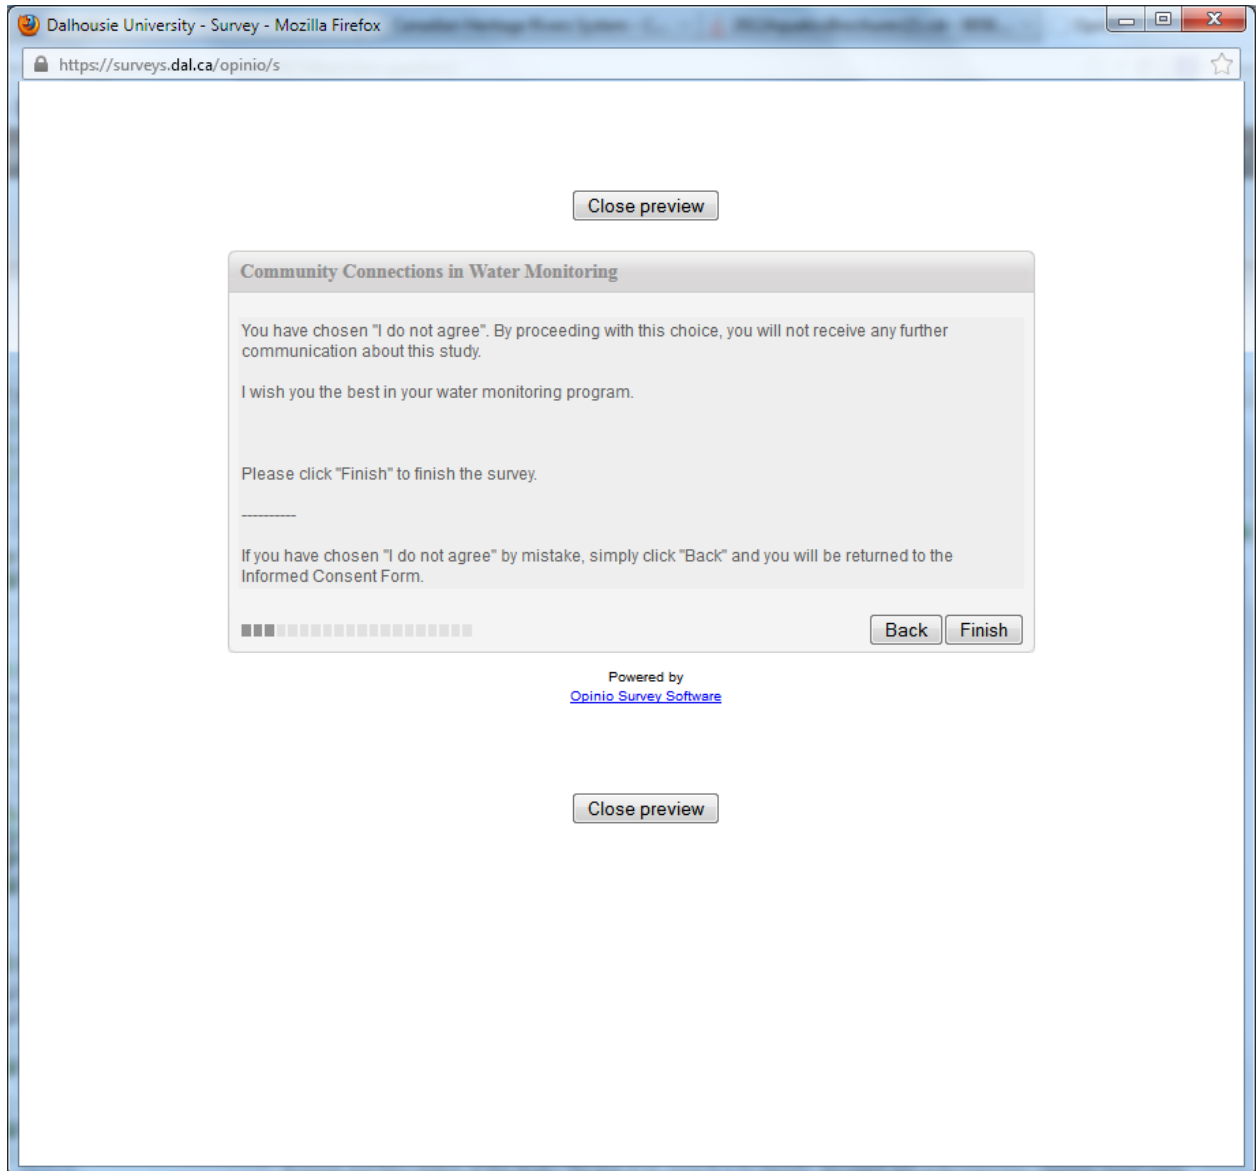 Dalhousie University - Survey - Mozilla Firefox
https://surveys.dal.ca/opinio/s
Close preview
Community Connections in Water Monitoring
You have chosen "I do not agree". By proceeding with this choice, you will not receive any further
communication about this study.
I wish you the best in your water monitoring program.
Please click "Finish" to finish the survey.
----------
If you have chosen "I do not agree" by mistake, simply click "Back" and you will be returned to the
Informed Consent Form.
Back Finish
Powered by
Opinio Survey Software
Close preview